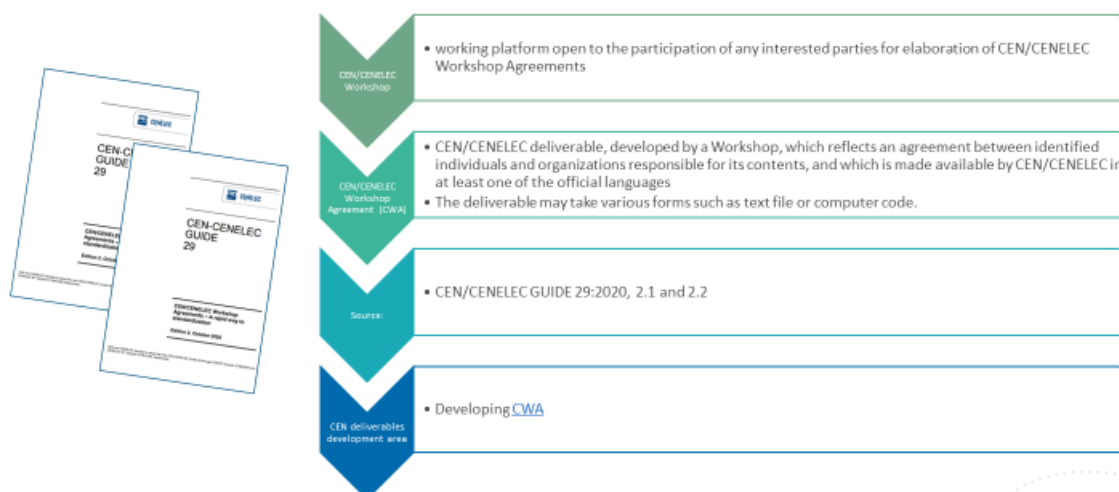 CENELEC
CEN-CENELEC
GUIDE
29
CEN/CENELEC Workshop
Agreements – A rapid way to
standardization
Edition 2, October 2020
CEN-CENELEC
GUIDE
29
CEN/CENELEC
Workshop
• working platform open to the participation of any interested parties for elaboration of CEN/CENELEC
Workshop Agreements
CEN/CENELEC
Workshop
Agreement (CWA)
• CEN/CENELEC deliverable, developed by a Workshop, which reflects an agreement between identified
individuals and organizations responsible for its contents, and which is made available by CEN/CENELEC in
at least one of the official languages
• The deliverable may take various forms such as text file or computer code.
Source:
• CEN/CENELEC GUIDE 29:2020, 2.1 and 2.2
CEN deliverables
development area
• Developing CWA